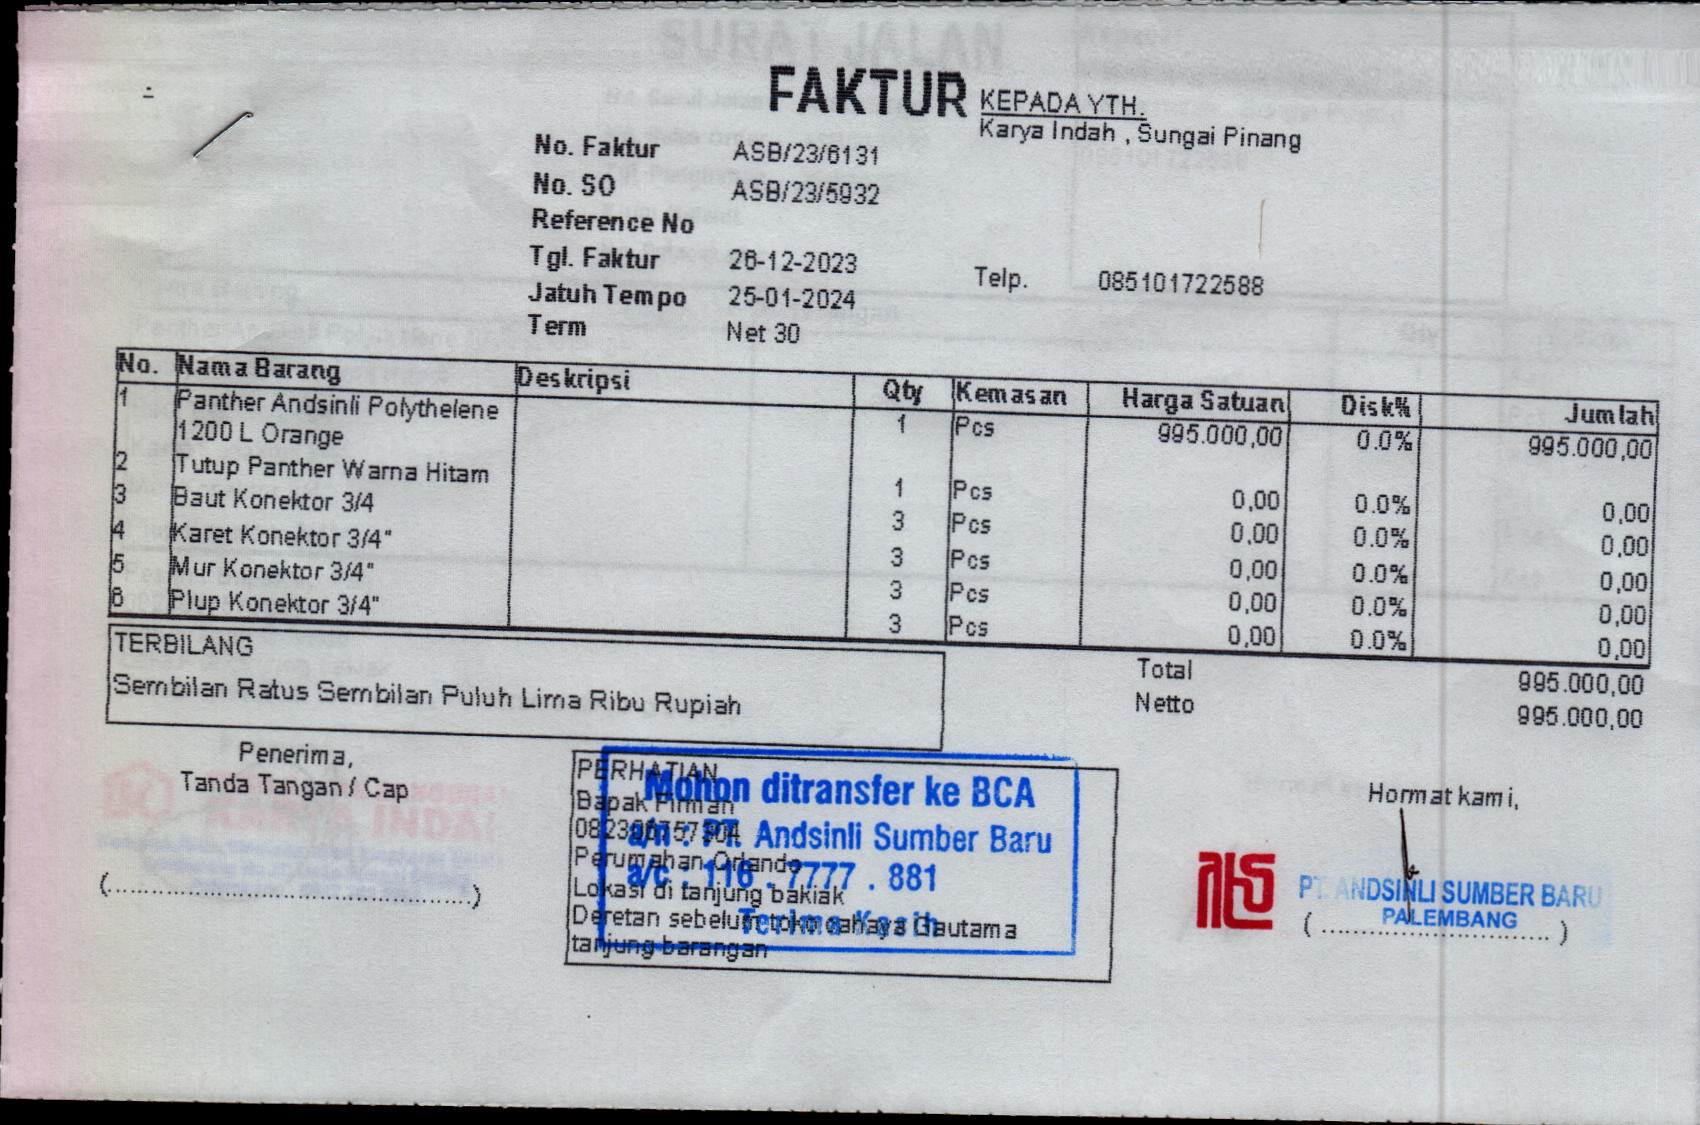 FAKTUR
KEPADA YTH.
Karya Indah , Sungai Pinang
No. Faktur ASB/23/6131
No. SO ASB/23/5932
Reference No
Tgl. Faktur 26-12-2023
Telp. 085101722588
Jatuh Tempo 25-01-2024
Term Net 30
No. Nama Barang Deskripsi Qty Kemasan Harga Satuan Disk% Jumlah
1 Panther Andsinli Polythelene 1 Pcs 995.000,00 0.0% 995.000,00
1200 L Orange
2 Tutup Panther Warna Hitam 1 Pcs 0,00 0.0% 0,00
3 Baut Konektor 3/4 3 Pcs 0,00 0.0% 0,00
4 Karet Konektor 3/4" 3 Pcs 0,00 0.0% 0,00
5 Mur Konektor 3/4" 3 Pcs 0,00 0.0% 0,00
6 Plup Konektor 3/4" 3 Pcs 0,00 0.0% 0,00
TERBILANG
Sembilan Ratus Sembilan Puluh Lima Ribu Rupiah
Total 995.000,00
Netto 995.000,00
Penerima,
Tanda Tangan / Cap
(........................................)
PERHATIAN
Bapak Firman
Perumahan Orlando
Lokasi di tanjung bakiak
Deretan sebelum toko cahaya Gautama
tanjung barangan
Mohon ditransfer ke BCA
a/n : PT. Andsinli Sumber Baru
a/c : 116 . 7777 . 881
Terima Kasih
Hormat kami,
PT. ANDSINLI SUMBER BARU
PALEMBANG
(..............................)